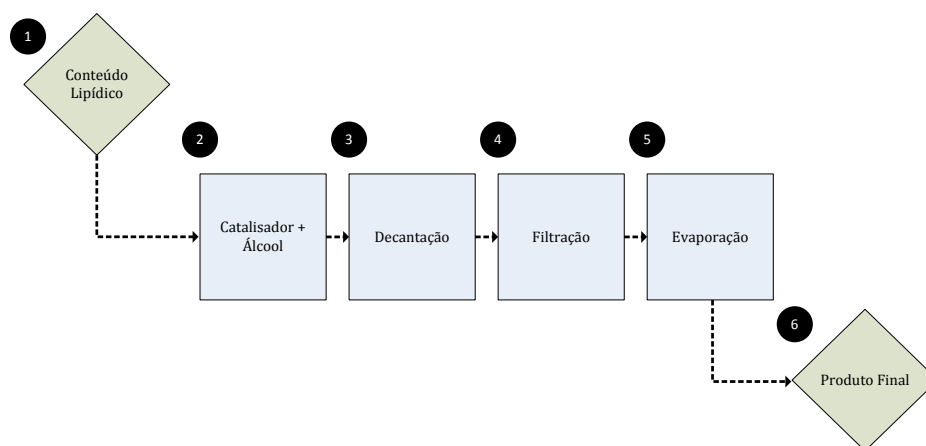 1
Conteúdo
Lipídico
2
3
4
5
Catalisador +
Álcool
Decantação
Filtração
Evaporação
6
Produto Final